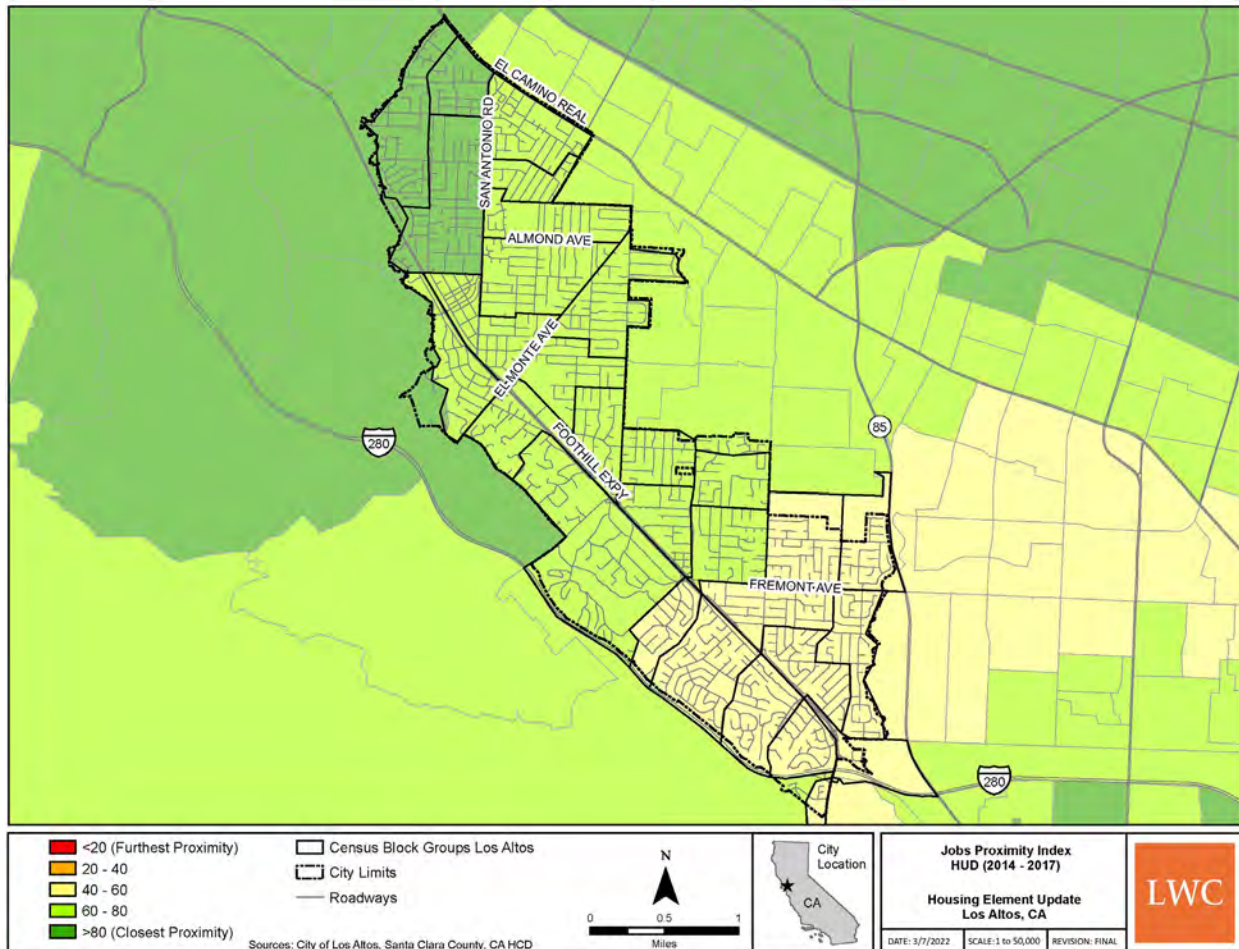 EL CAMINO REAL
SAN ANTONIO RD
ALMOND AVE
EL MONTE AVE
280
FOOTHILL EXPY
85
FREMONT AVE
280
<20 (Furthest Proximity)
20 - 40
40 - 60
60 - 80
>80 (Closest Proximity)
Census Block Groups Los Altos
City Limits
Roadways
Sources: City of Los Altos, Santa Clara County, CA HCD
N
0 0.5 1
Miles
City
Location
CA
Jobs Proximity Index
HUD (2014 - 2017)
Housing Element Update
Los Altos, CA
DATE: 3/7/2022 SCALE: 1 to 50,000 REVISION: FINAL
LWC